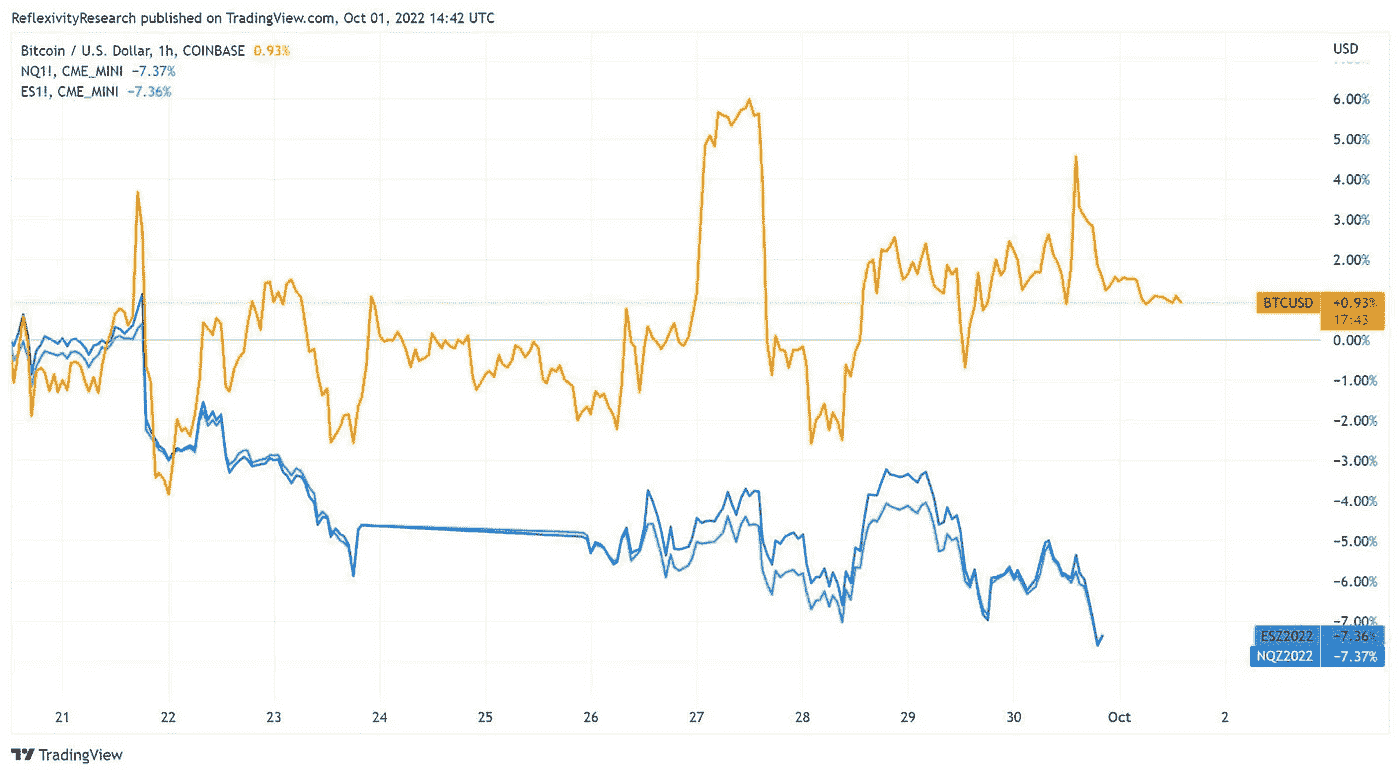 ReflexivityResearch published on TradingView.com, Oct 01, 2022 14:42 UTC
Bitcoin / U.S. Dollar, 1h, COINBASE 0.93%
NQ1!, CME_MINI −7.37%
ES1!, CME_MINI −7.36%
USD
6.00%
5.00%
4.00%
3.00%
2.00%
BTCUSD +0.93%
17:43
0.00%
−1.00%
−2.00%
−3.00%
−4.00%
−5.00%
−6.00%
−7.00%
ESZ2022 −7.36%
NQZ2022 −7.37%
21 22 23 24 25 26 27 28 29 30 Oct 2
TradingView